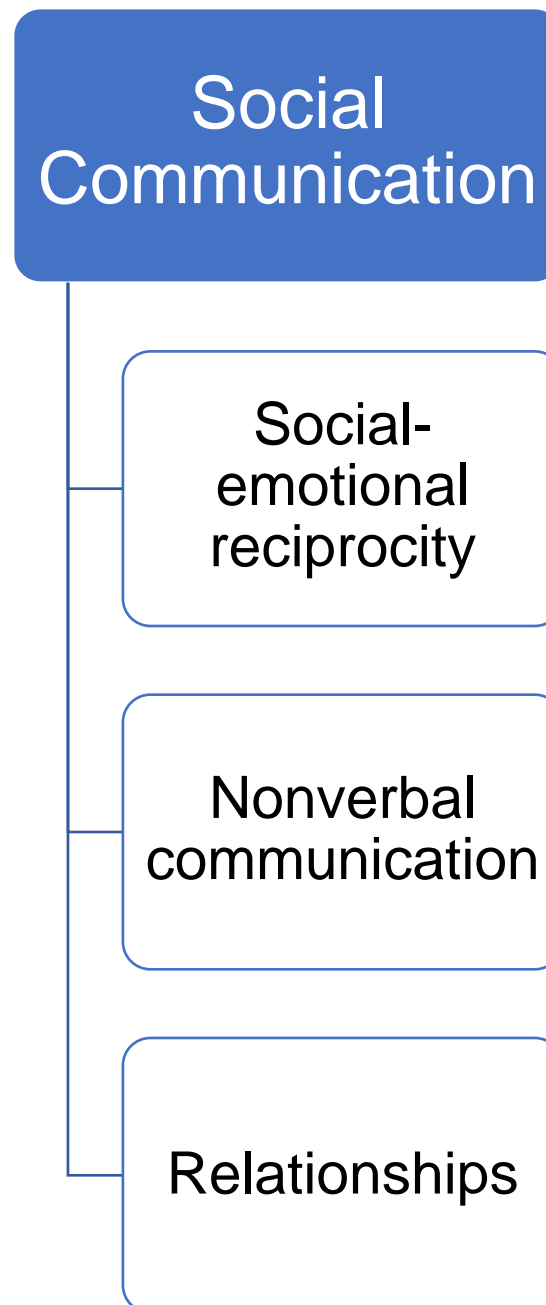 Social
Communication
Social-
emotional
reciprocity
Nonverbal
communication
Relationships